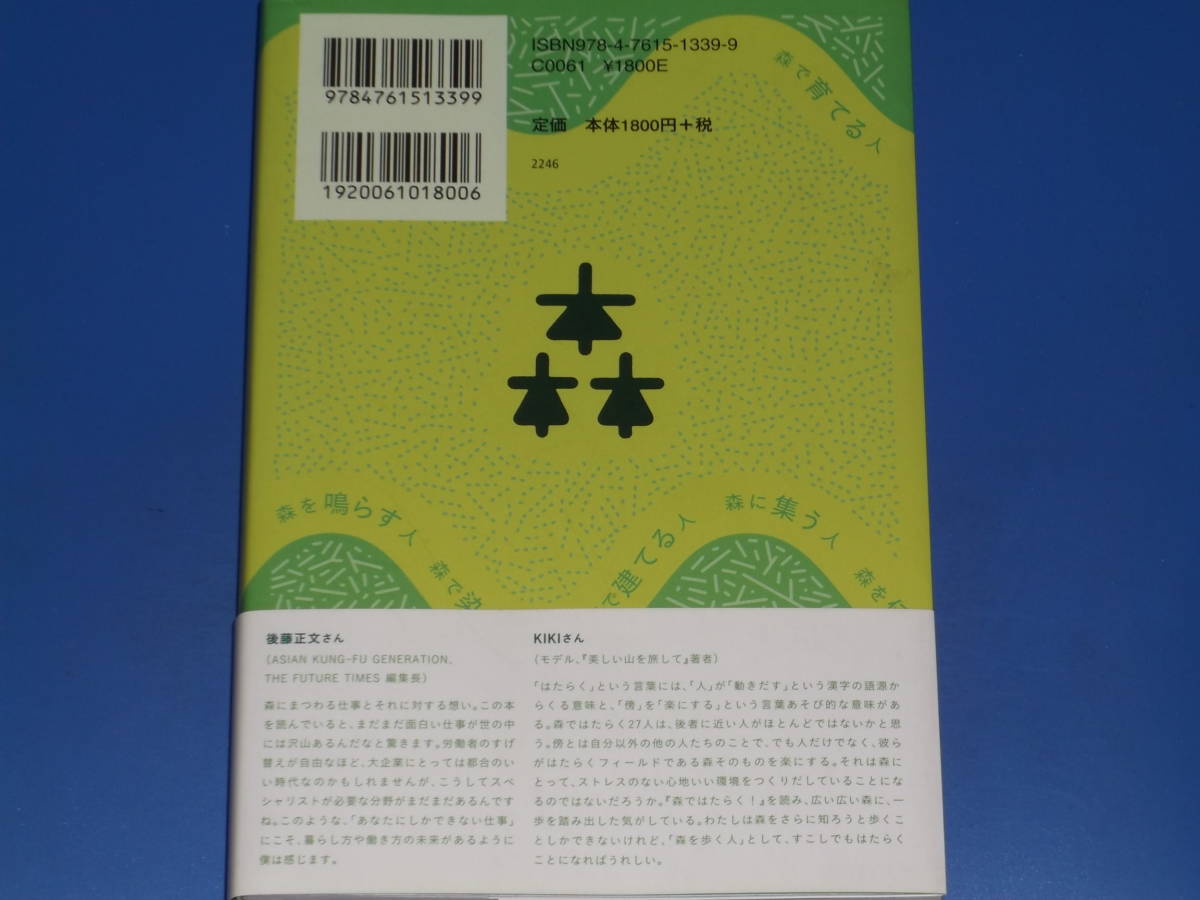 ISBN978-4-7615-1339-9
C0061 ¥1800E
9784761513399
定価 本体1800円+税
2246
1920061018006
森で育てる人
森
森を鳴らす人
森で染
で建てる人
森に集う人
森を
後藤正文さん
(ASIAN KUNG-FU GENERATION、
THE FUTURE TIMES 編集長)
森にまつわる仕事とそれに対する想い。この本
を読んでいると、まだまだ面白い仕事が世の中
には沢山あるんだなと驚きます。労働者のすげ
替えが自由なほど、大企業にとっては都合のい
い時代なのかもしれませんが、こうしてスペ
シャリストが必要な分野がまだまだあるんです
ね。このような、「あなたにしかできない仕事」
にこそ、暮らし方や働き方の未来があるように
僕は感じます。
KIKIさん
(モデル、『美しい山を旅して』著者)
「はたらく」という言葉には、「人」が「動きだす」という漢字の語源か
らくる意味と、「傍」を「楽にする」という言葉あそび的な意味があ
る。森ではたらく27人は、後者に近い人がほとんどではないかと思
う。傍とは自分以外の他の人たちのことで、でも人だけでなく、彼ら
がはたらくフィールドである森そのものを楽にする。それは森に
とって、ストレスのない心地いい環境をつくりだしていることにな
るのではないだろうか。『森ではたらく!』を読み、広い広い森に、一
歩を踏み出した気がしている。わたしは森をさらに知ろうと歩くこ
としかできないけれど、「森を歩く人」として、すこしでもはたらく
ことになればうれしい。